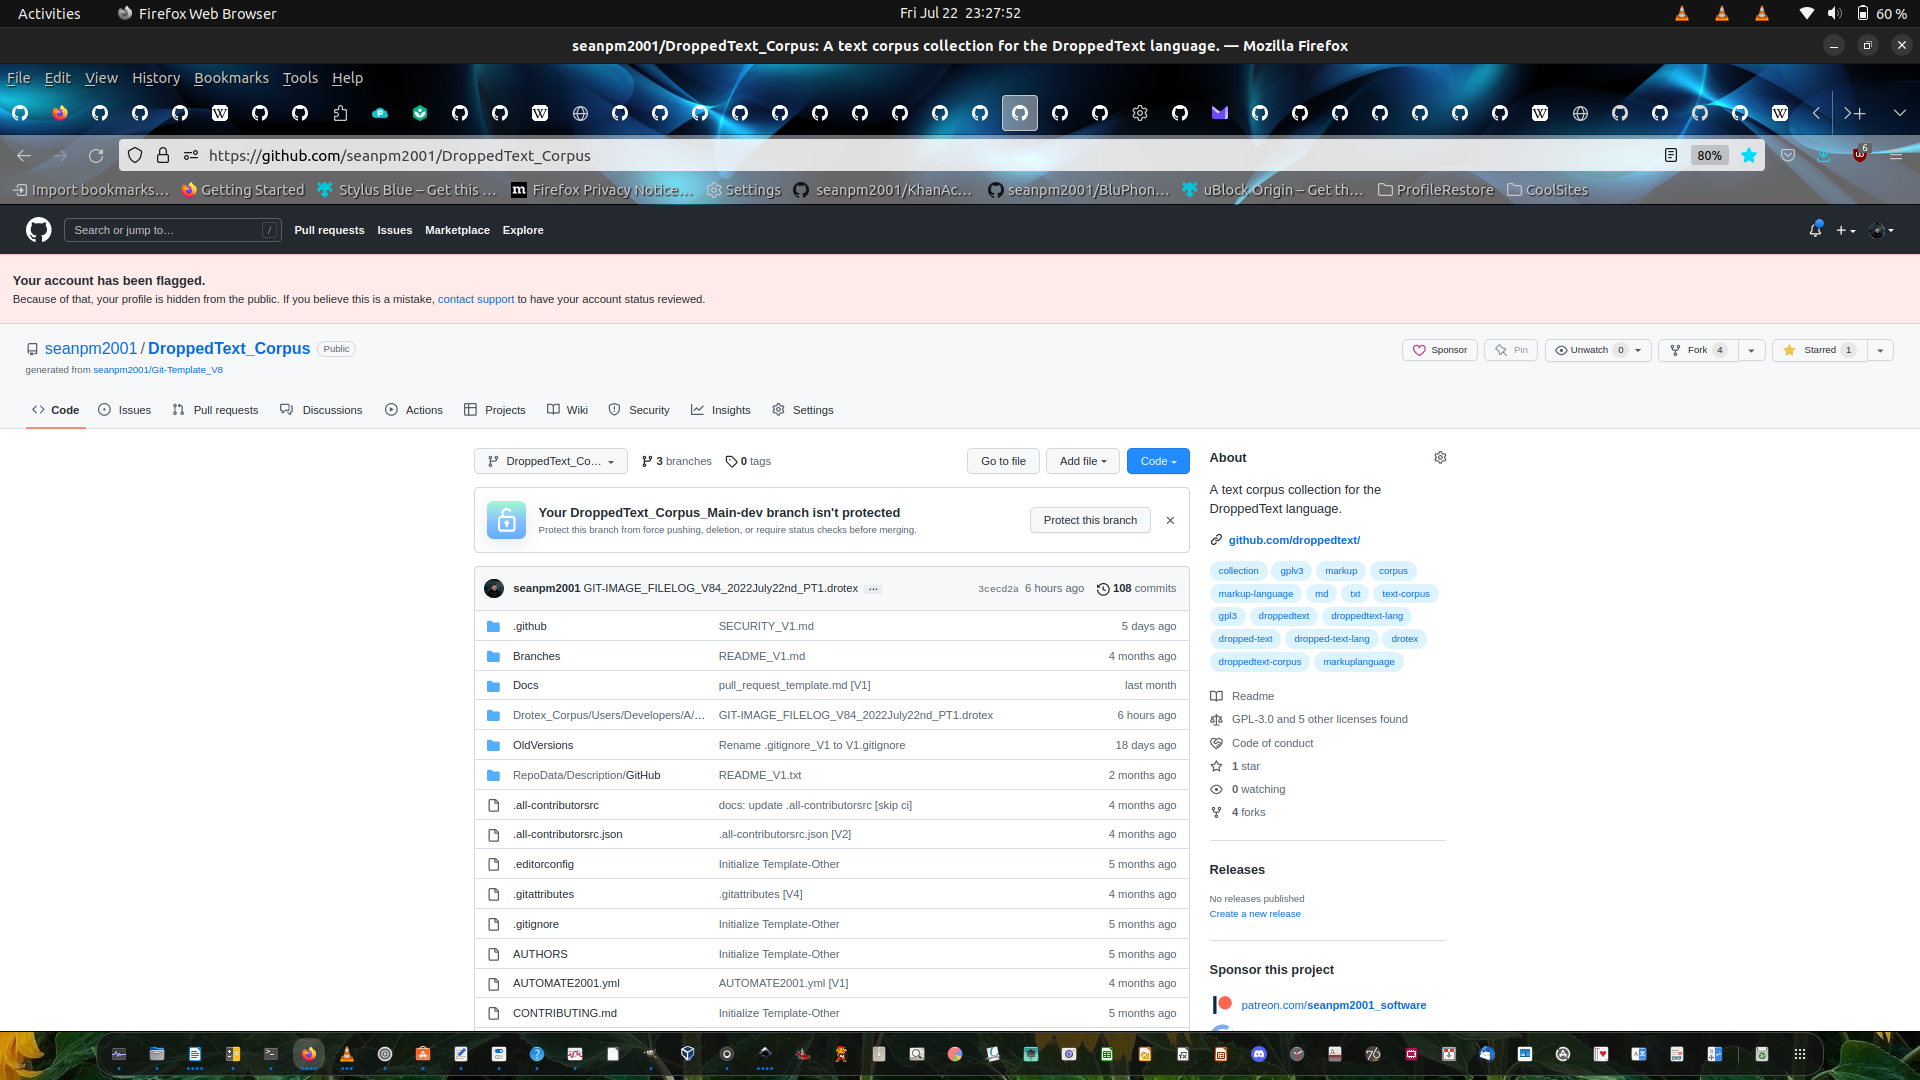 Activities Firefox Web Browser Fri Jul 22 23:27:52 60 %
seanpm2001/DroppedText_Corpus: A text corpus collection for the DroppedText language. — Mozilla Firefox
File Edit View History Bookmarks Tools Help
https://github.com/seanpm2001/DroppedText_Corpus 80% 6
Import bookmarks… Getting Started Stylus Blue – Get this … Firefox Privacy Notice… Settings seanpm2001/KhanAc… seanpm2001/BluPhon… uBlock Origin – Get th… ProfileRestore CoolSites
Search or jump to… / Pull requests Issues Marketplace Explore
Your account has been flagged.
Because of that, your profile is hidden from the public. If you believe this is a mistake, contact support to have your account status reviewed.
seanpm2001 / DroppedText_Corpus Public Sponsor Pin Unwatch 0 Fork 4 Starred 1
generated from seanpm2001/Git-Template_V8
Code Issues Pull requests Discussions Actions Projects Wiki Security Insights Settings
DroppedText_Co… 3 branches 0 tags Go to file Add file Code
Your DroppedText_Corpus_Main-dev branch isn't protected
Protect this branch from force pushing, deletion, or require status checks before merging.
Protect this branch
seanpm2001 GIT-IMAGE_FILELOG_V84_2022July22nd_PT1.drotex … 3cecd2a 6 hours ago 108 commits
.github SECURITY_V1.md 5 days ago
Branches README_V1.md 4 months ago
Docs pull_request_template.md [V1] last month
Drotex_Corpus/Users/Developers/A/… GIT-IMAGE_FILELOG_V84_2022July22nd_PT1.drotex 6 hours ago
OldVersions Rename .gitignore_V1 to V1.gitignore 18 days ago
RepoData/Description/GitHub README_V1.txt 2 months ago
.all-contributorsrc docs: update .all-contributorsrc [skip ci] 4 months ago
.all-contributorsrc.json .all-contributorsrc.json [V2] 4 months ago
.editorconfig Initialize Template-Other 5 months ago
.gitattributes .gitattributes [V4] 4 months ago
.gitignore Initialize Template-Other 5 months ago
AUTHORS Initialize Template-Other 5 months ago
AUTOMATE2001.yml AUTOMATE2001.yml [V1] 4 months ago
CONTRIBUTING.md Initialize Template-Other 5 months ago
About
A text corpus collection for the
DroppedText language.
github.com/droppedtext/
collection gplv3 markup corpus
markup-language md txt text-corpus
gpl3 droppedtext droppedtext-lang
dropped-text dropped-text-lang drotex
droppedtext-corpus markuplanguage
Readme
GPL-3.0 and 5 other licenses found
Code of conduct
1 star
0 watching
4 forks
Releases
No releases published
Create a new release
Sponsor this project
patreon.com/seanpm2001_software